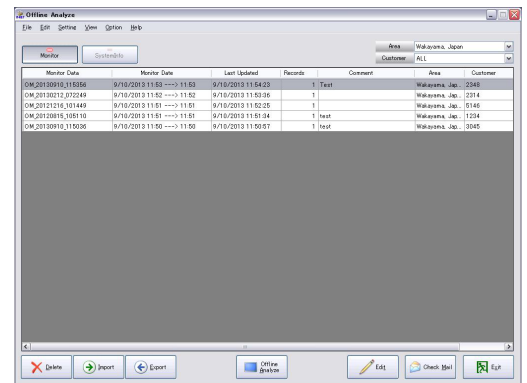 Offline Analyze
File Edit Setting View Option Help
Monitor SystemInfo
Area Wakayama, Japan
Customer ALL
Monitor Data Monitor Date Last Updated Records Comment Area Customer
OM_20130910_115356 9/10/2013 11:53 ---> 11:53 9/10/2013 11:54:23 1 Test Wakayama, Jap... 2348
OM_20130212_072249 9/10/2013 11:52 ---> 11:52 9/10/2013 11:53:36 1 Wakayama, Jap... 2314
OM_20121216_101449 9/10/2013 11:51 ---> 11:51 9/10/2013 11:52:25 1 Wakayama, Jap... 5146
OM_20120815_105110 9/10/2013 11:51 ---> 11:51 9/10/2013 11:51:34 1 test Wakayama, Jap... 1234
OM_20130910_115036 9/10/2013 11:50 ---> 11:50 9/10/2013 11:50:57 1 test Wakayama, Jap... 3045
Delete Import Export Offline Analyze Edit Check Mail Exit